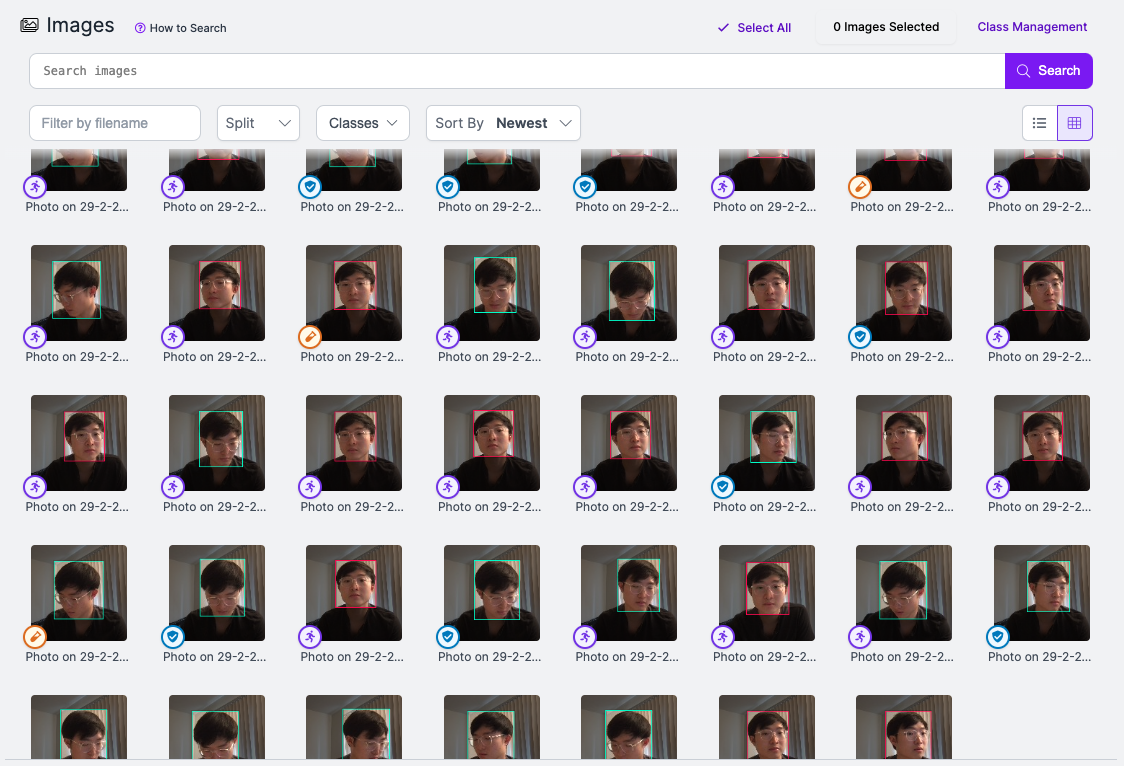 Images How to Search Select All 0 Images Selected Class Management
Search images Search
Filter by filename Split Classes Sort By Newest
Photo on 29-2-2... Photo on 29-2-2... Photo on 29-2-2... Photo on 29-2-2... Photo on 29-2-2... Photo on 29-2-2... Photo on 29-2-2... Photo on 29-2-2...
Photo on 29-2-2... Photo on 29-2-2... Photo on 29-2-2... Photo on 29-2-2... Photo on 29-2-2... Photo on 29-2-2... Photo on 29-2-2... Photo on 29-2-2...
Photo on 29-2-2... Photo on 29-2-2... Photo on 29-2-2... Photo on 29-2-2... Photo on 29-2-2... Photo on 29-2-2... Photo on 29-2-2... Photo on 29-2-2...
Photo on 29-2-2... Photo on 29-2-2... Photo on 29-2-2... Photo on 29-2-2... Photo on 29-2-2... Photo on 29-2-2... Photo on 29-2-2... Photo on 29-2-2...